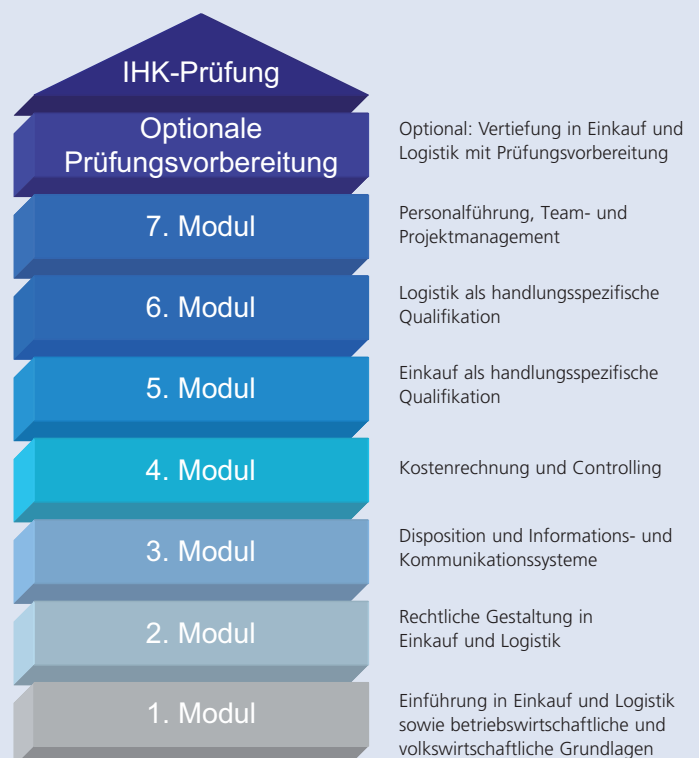 IHK-Prüfung
Optionale
Prüfungsvorbereitung
Optional: Vertiefung in Einkauf und
Logistik mit Prüfungsvorbereitung
7. Modul
Personalführung, Team- und
Projektmanagement
6. Modul
Logistik als handlungsspezifische
Qualifikation
5. Modul
Einkauf als handlungsspezifische
Qualifikation
4. Modul
Kostenrechnung und Controlling
3. Modul
Disposition und Informations- und
Kommunikationssysteme
2. Modul
Rechtliche Gestaltung in
Einkauf und Logistik
1. Modul
Einführung in Einkauf und Logistik
sowie betriebswirtschaftliche und
volkswirtschaftliche Grundlagen